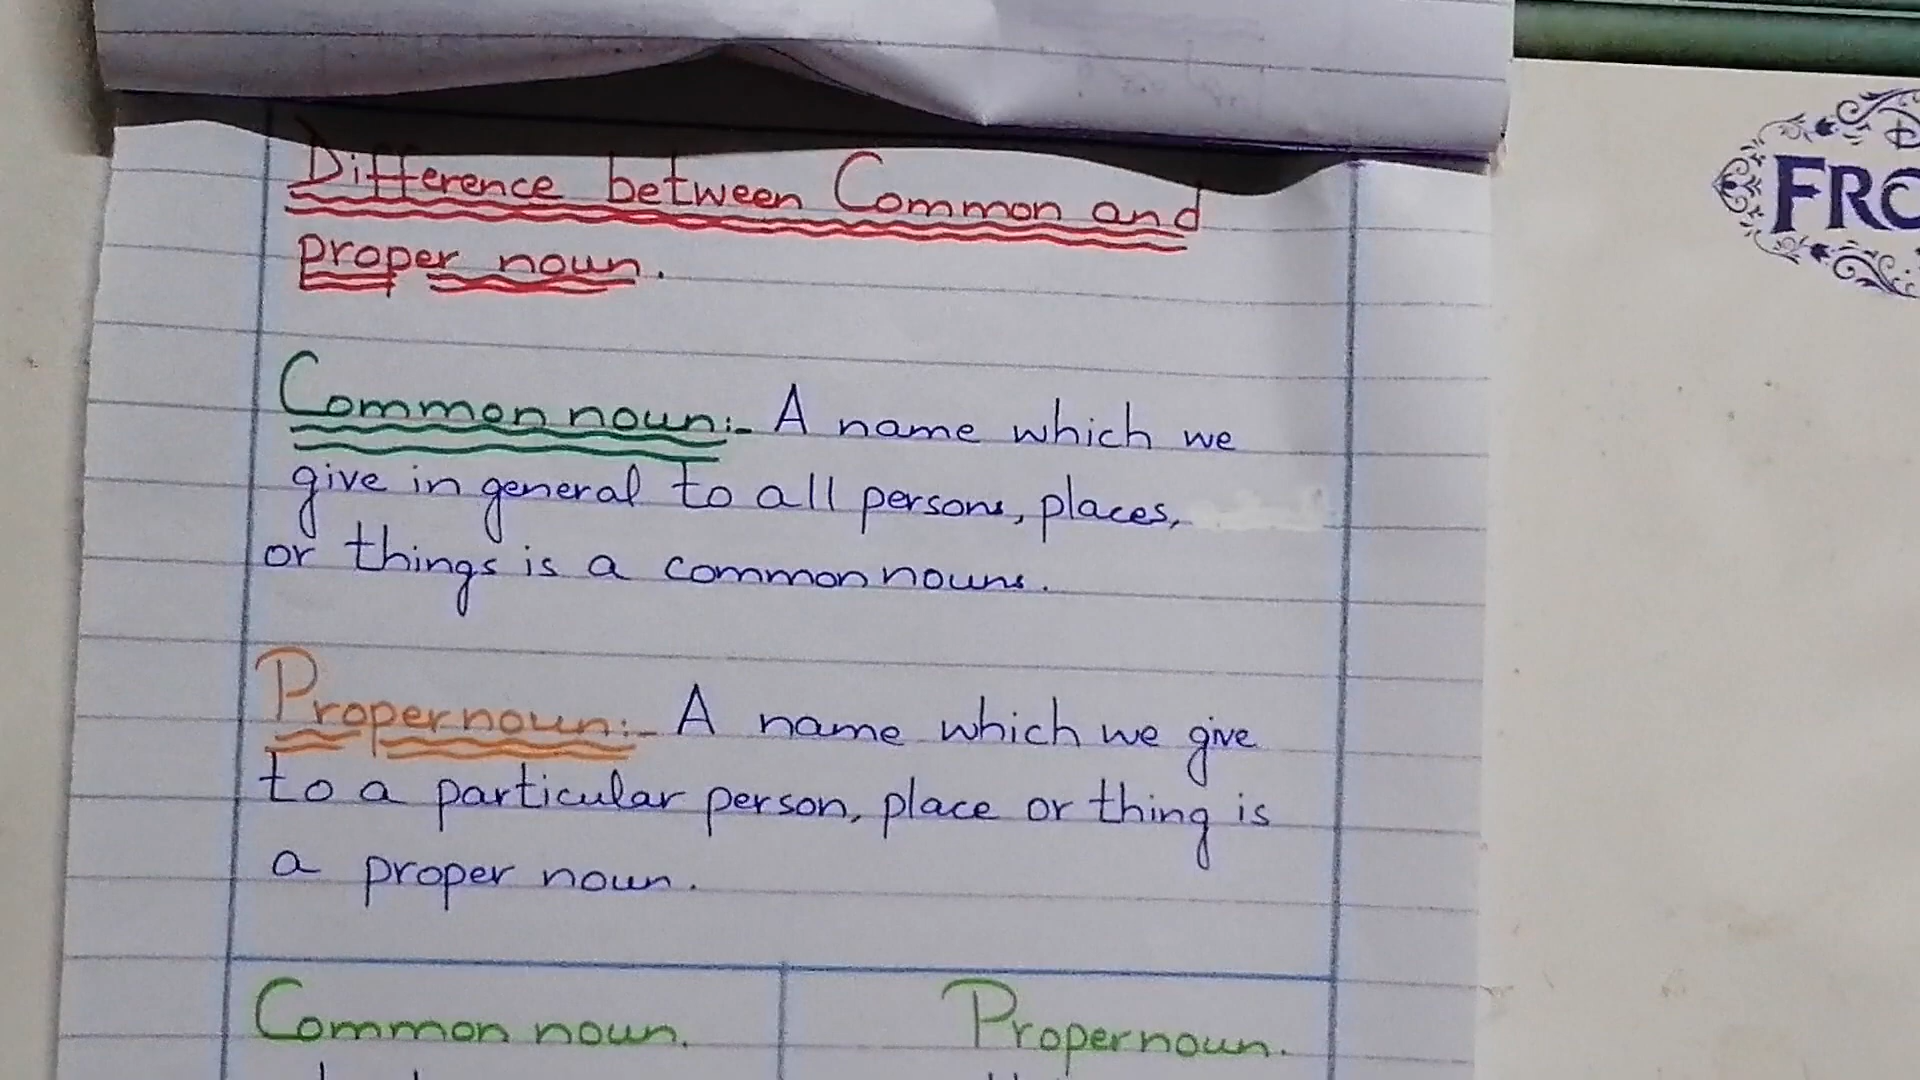 Difference between Common and
proper noun.
Common noun:- A name which we
give in general to all persons, places,
or things is a common nouns.
Proper noun:- A name which we give
to a particular person, place or thing is
a proper noun.
Common noun. Proper noun.